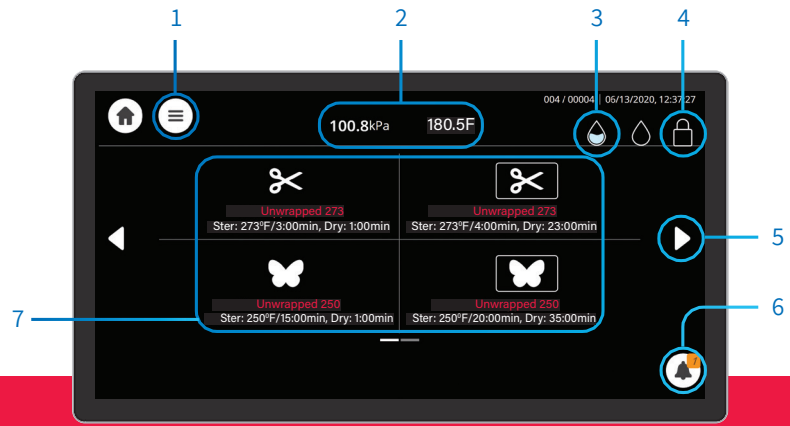 1
2
3
4
004 / 00004 | 06/13/2020, 12:37:27
100.8kPa 180.5F
Unwrapped 273
Ster: 273°F/3:00min, Dry: 1:00min
Unwrapped 273
Ster: 273°F/4:00min, Dry: 23:00min
5
Unwrapped 250
Ster: 250°F/15:00min, Dry: 1:00min
Unwrapped 250
Ster: 250°F/20:00min, Dry: 35:00min
6
7
1